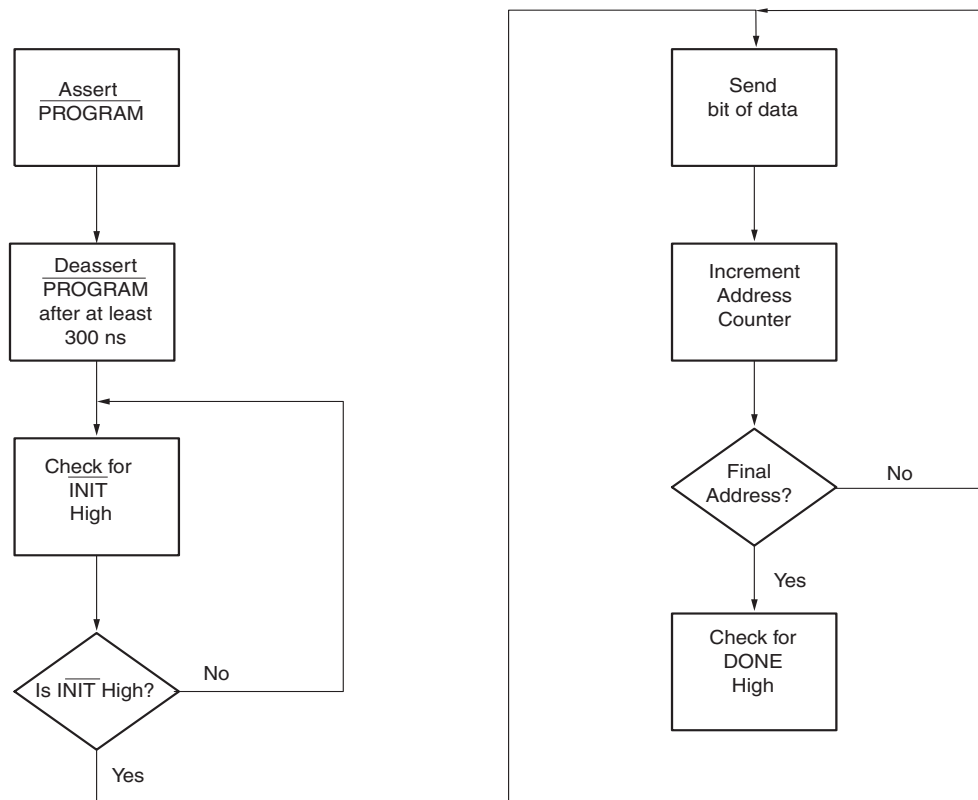 Assert
PROGRAM
Deassert
PROGRAM
after at least
300 ns
Check for
INIT
High
Is INIT High?
No
Yes
Send
bit of data
Increment
Address
Counter
Final
Address?
No
Yes
Check for
DONE
High